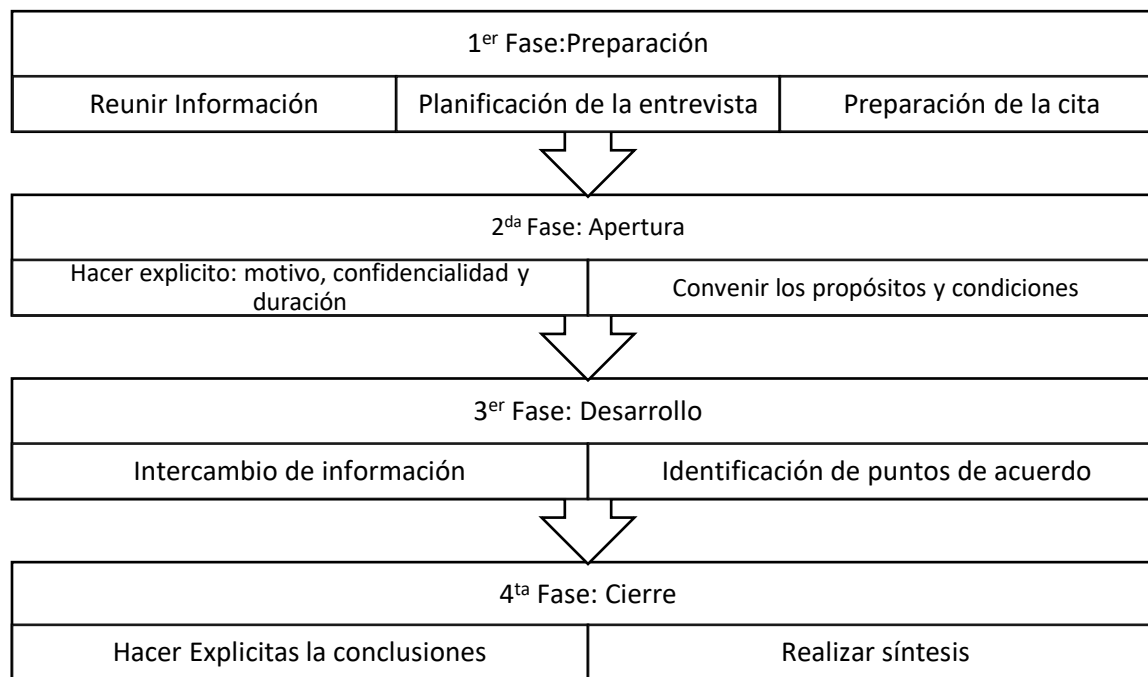 1er Fase:Preparación
Reunir Información
Planificación de la entrevista
Preparación de la cita
2da Fase: Apertura
Hacer explicito: motivo, confidencialidad y
duración
Convenir los propósitos y condiciones
3er Fase: Desarrollo
Intercambio de información
Identificación de puntos de acuerdo
4ta Fase: Cierre
Hacer Explicitas la conclusiones
Realizar síntesis